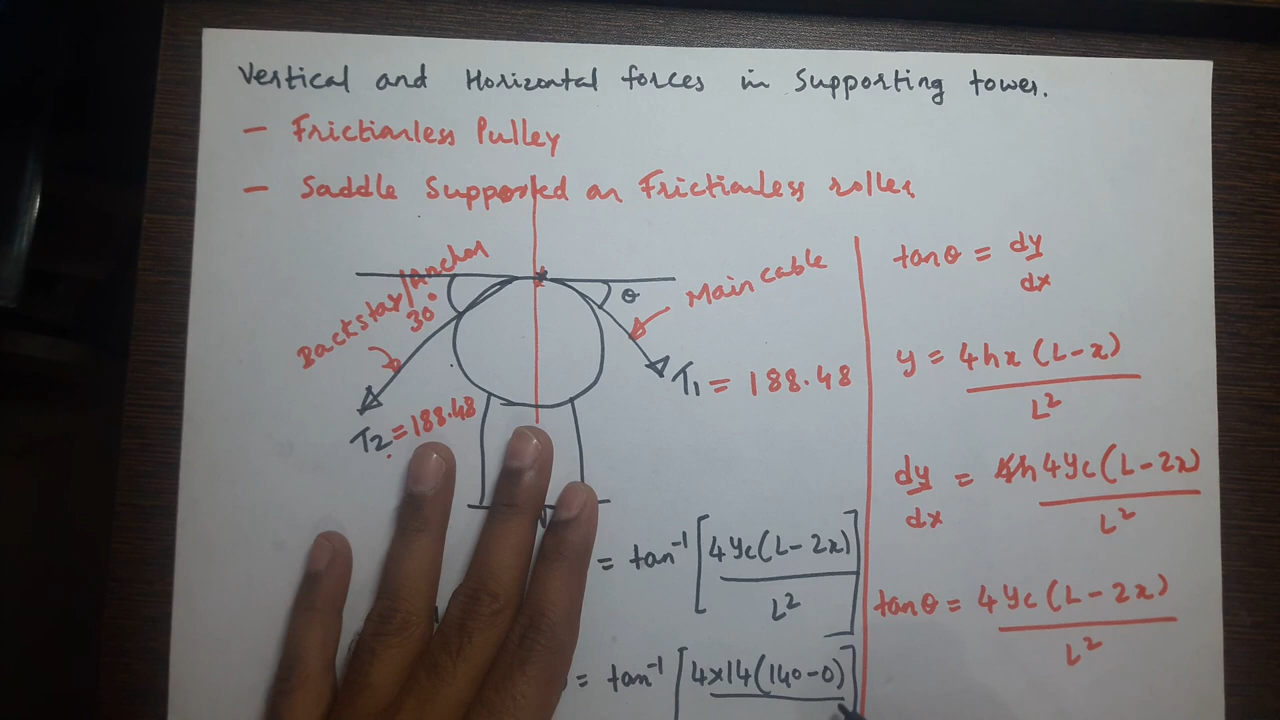 Vertical and Horizontal forces in Supporting tower.
- Frictionless Pulley
- Saddle Supported on Frictionless roller
Backstay/Anchor
30°
θ
Main cable
T1 = 188.48
T2 = 188.48
= tan⁻¹ [4yc(L-2x)
L²]
= tan⁻¹ [4x14(140-0)]
tanθ = dy
dx
y = 4hx(L-x)
L²
dy = 4yc(L-2x)
dx L²
tanθ = 4yc(L-2x)
L²